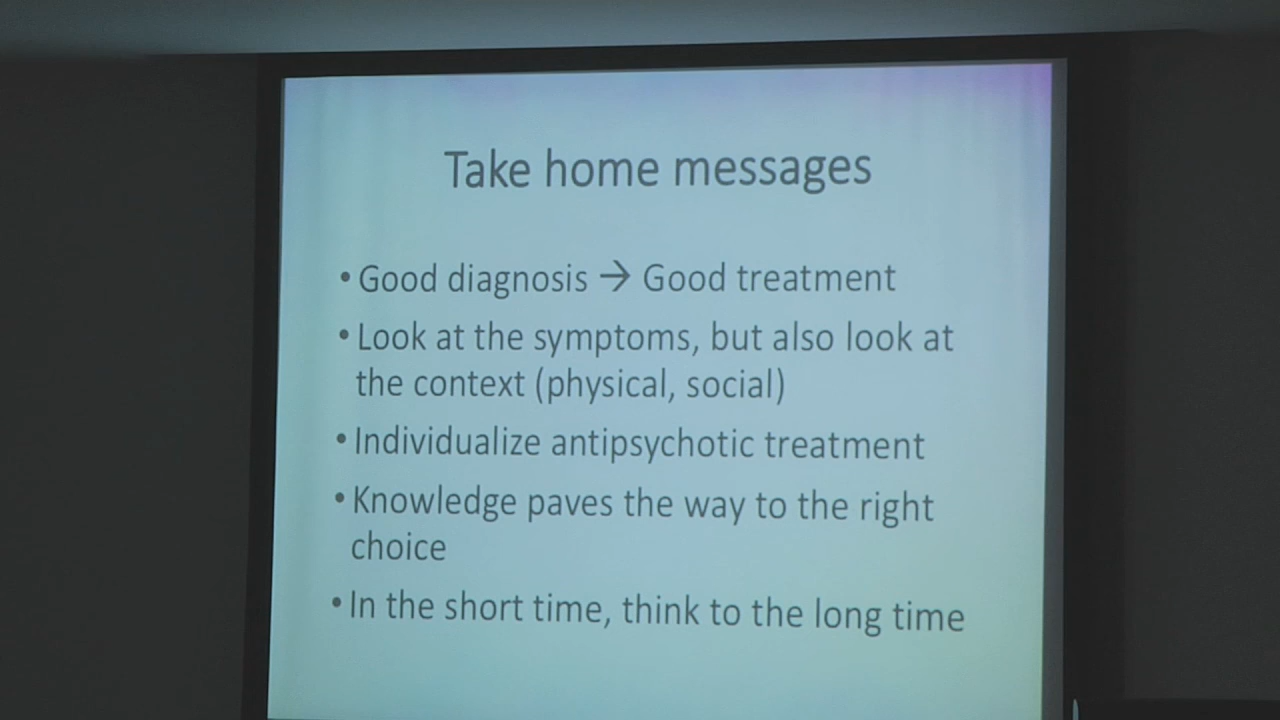 Take home messages
• Good diagnosis → Good treatment
• Look at the symptoms, but also look at
the context (physical, social)
• Individualize antipsychotic treatment
• Knowledge paves the way to the right
choice
• In the short time, think to the long time